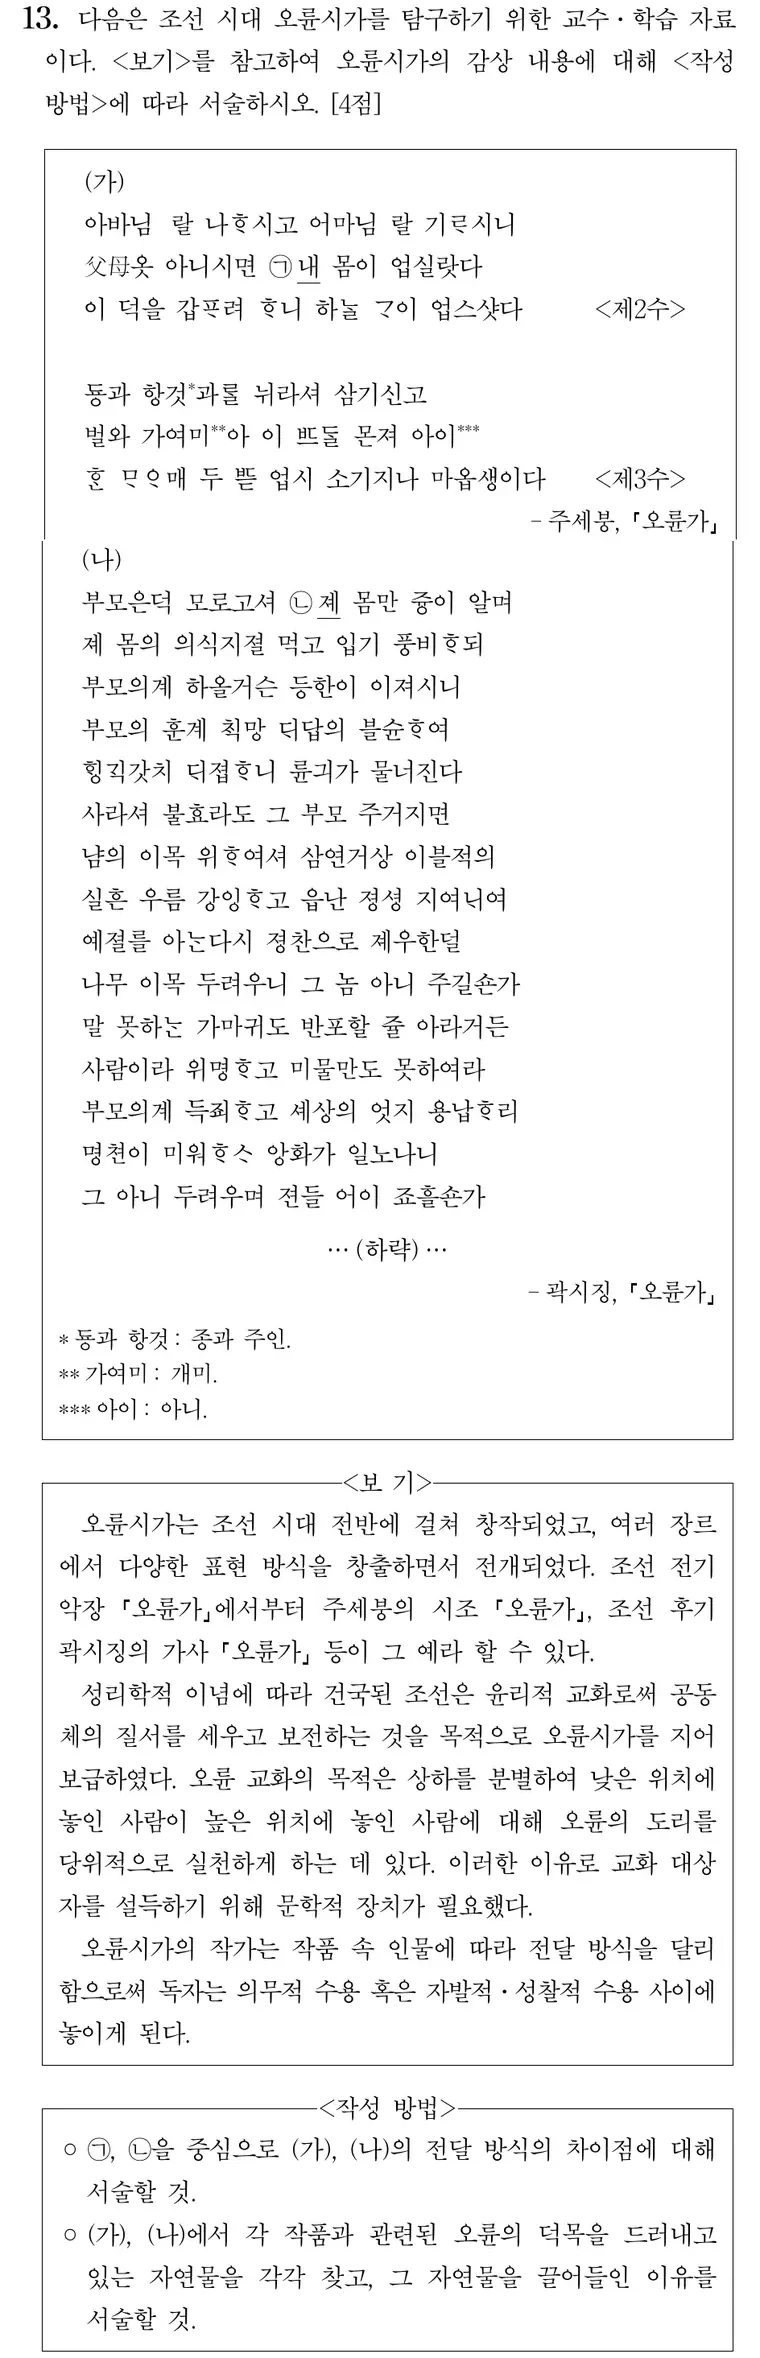 13. 다음은 조선 시대 오륜시가를 탐구하기 위한 교수·학습 자료
이다. <보기>를 참고하여 오륜시가의 감상 내용에 대해 <작성
방법>에 따라 서술하시오. [4점]
(가)
아바님 랄 나ᄒᆞ시고 어마님 랄 기ᄅᆞ시니
父母옷 아니시면 ㉠내 몸이 업실랏다
이 덕을 갑ᄑᆞ려 ᄒᆞ니 하ᄂᆞᆯ ᄀᆞ이 업스샷다 <제2수>
둉과 항것*과ᄅᆞᆯ 뉘라셔 삼기신고
벌와 가여미**아 이 ᄠᅳ들 몬져 아이***
ᄒᆞᆫ ᄆᆞᄋᆞ매 두 ᄠᅳᆮ 업시 소기지나 마옵생이다 <제3수>
- 주세붕, 「오륜가」
(나)
부모은덕 모로고셔 ㉡졔 몸만 즁이 알며
졔 몸의 의식지졀 먹고 입기 풍비ᄒᆞ되
부모의계 하올거슨 등한이 이져시니
부모의 훈계 ᄎᆡᆨ망 ᄃᆡ답의 블슌ᄒᆞ여
ᄒᆡᆼᄀᆡᆨ갓치 ᄃᆡ졉ᄒᆞ니 륜긔가 물너진다
사라셔 불효라도 그 부모 주거지면
냠의 이목 위ᄒᆞ여셔 삼연거상 이블적의
실흔 우름 강잉ᄒᆞ고 읍난 졍셩 지여ᄂᆡ여
예졀를 아ᄂᆞᆫ다시 졍찬으로 졔우한덜
나무 이목 두려우니 그 놈 아니 주길숀가
말 못하ᄂᆞᆫ 가마귀도 반포할 쥴 아라거든
사람이라 위명ᄒᆞ고 미물만도 못하여라
부모의계 득죄ᄒᆞ고 셰상의 엇지 용납ᄒᆞ리
명쳔이 미워ᄒᆞᄉᆞ 앙화가 일노나니
그 아니 두려우며 젼들 어이 죠흘숀가
… (하략) …
- 곽시징, 「오륜가」
* 둉과 항것 : 종과 주인.
** 가여미 : 개미.
*** 아이 : 아니.
<보 기>
오륜시가는 조선 시대 전반에 걸쳐 창작되었고, 여러 장르
에서 다양한 표현 방식을 창출하면서 전개되었다. 조선 전기
악장 「오륜가」에서부터 주세붕의 시조 「오륜가」, 조선 후기
곽시징의 가사 「오륜가」 등이 그 예라 할 수 있다.
성리학적 이념에 따라 건국된 조선은 윤리적 교화로써 공동
체의 질서를 세우고 보전하는 것을 목적으로 오륜시가를 지어
보급하였다. 오륜 교화의 목적은 상하를 분별하여 낮은 위치에
놓인 사람이 높은 위치에 놓인 사람에 대해 오륜의 도리를
당위적으로 실천하게 하는 데 있다. 이러한 이유로 교화 대상
자를 설득하기 위해 문학적 장치가 필요했다.
오륜시가의 작가는 작품 속 인물에 따라 전달 방식을 달리
함으로써 독자는 의무적 수용 혹은 자발적·성찰적 수용 사이에
놓이게 된다.
<작성 방법>
○ ㉠, ㉡을 중심으로 (가), (나)의 전달 방식의 차이점에 대해
서술할 것.
○ (가), (나)에서 각 작품과 관련된 오륜의 덕목을 드러내고
있는 자연물을 각각 찾고, 그 자연물을 끌어들인 이유를
서술할 것.